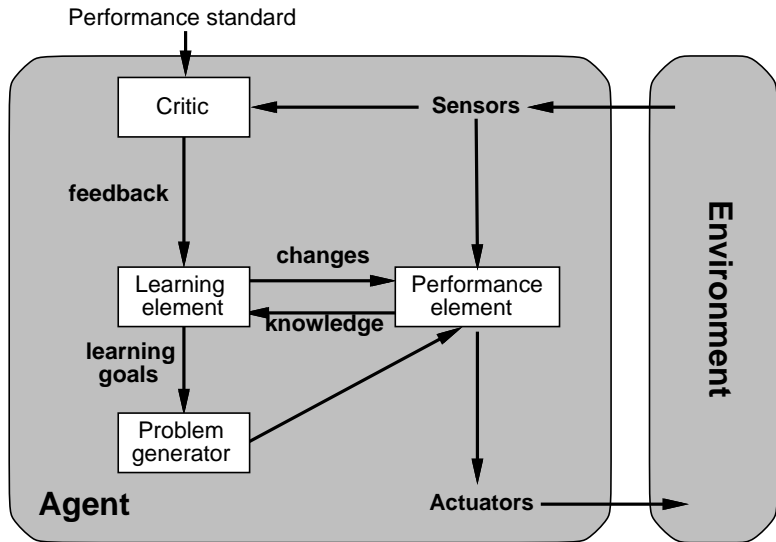 Performance standard
Critic
Sensors
feedback
changes
Learning
element
Performance
element
knowledge
learning
goals
Problem
generator
Agent
Actuators
Environment